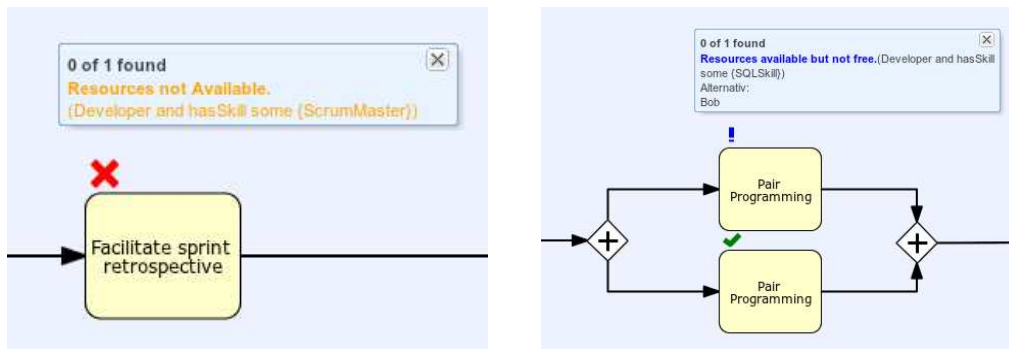 0 of 1 found
Resources not Available.
(Developer and hasSkill some {ScrumMaster})
Facilitate sprint
retrospective
0 of 1 found
Resources available but not free.(Developer and hasSkill
some {SQLSkill})
Alternativ:
Bob
Pair
Programming
Pair
Programming